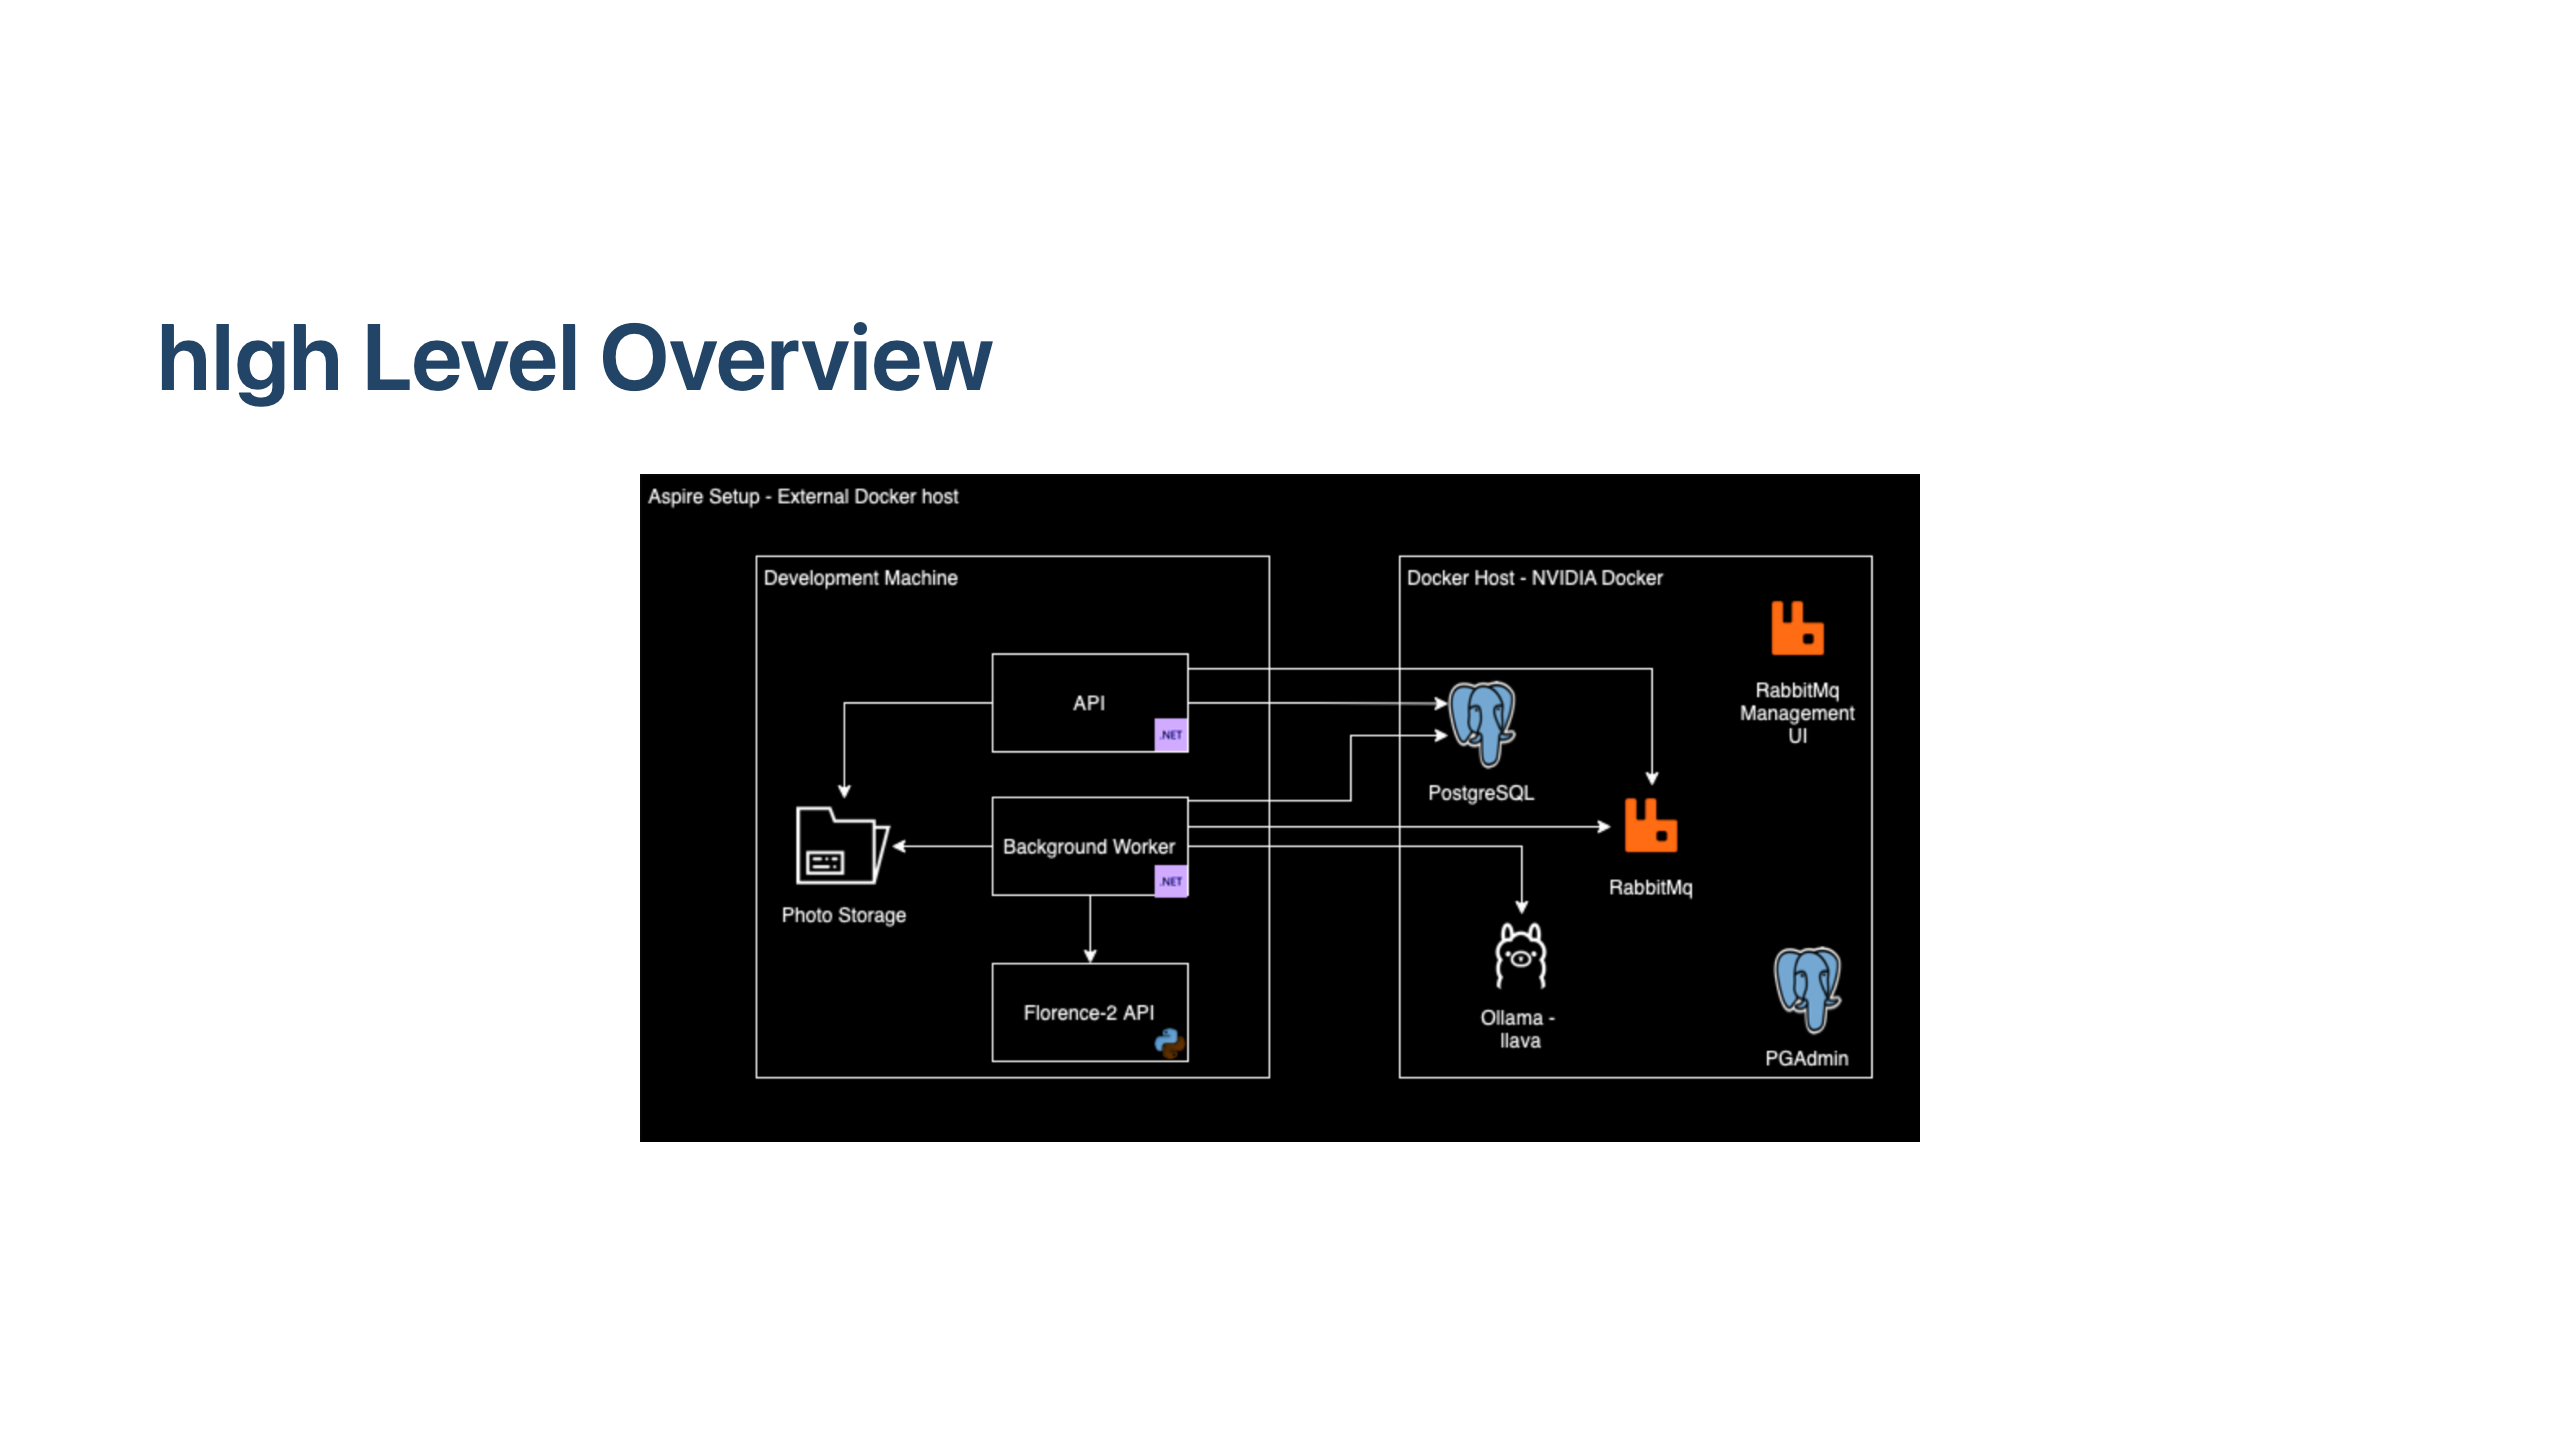 hIgh Level Overview
Aspire Setup - External Docker host
Development Machine
API
.NET
Background Worker
.NET
Photo Storage
Florence-2 API
Docker Host - NVIDIA Docker
RabbitMq
Management
UI
PostgreSQL
RabbitMq
Ollama -
llava
PGAdmin